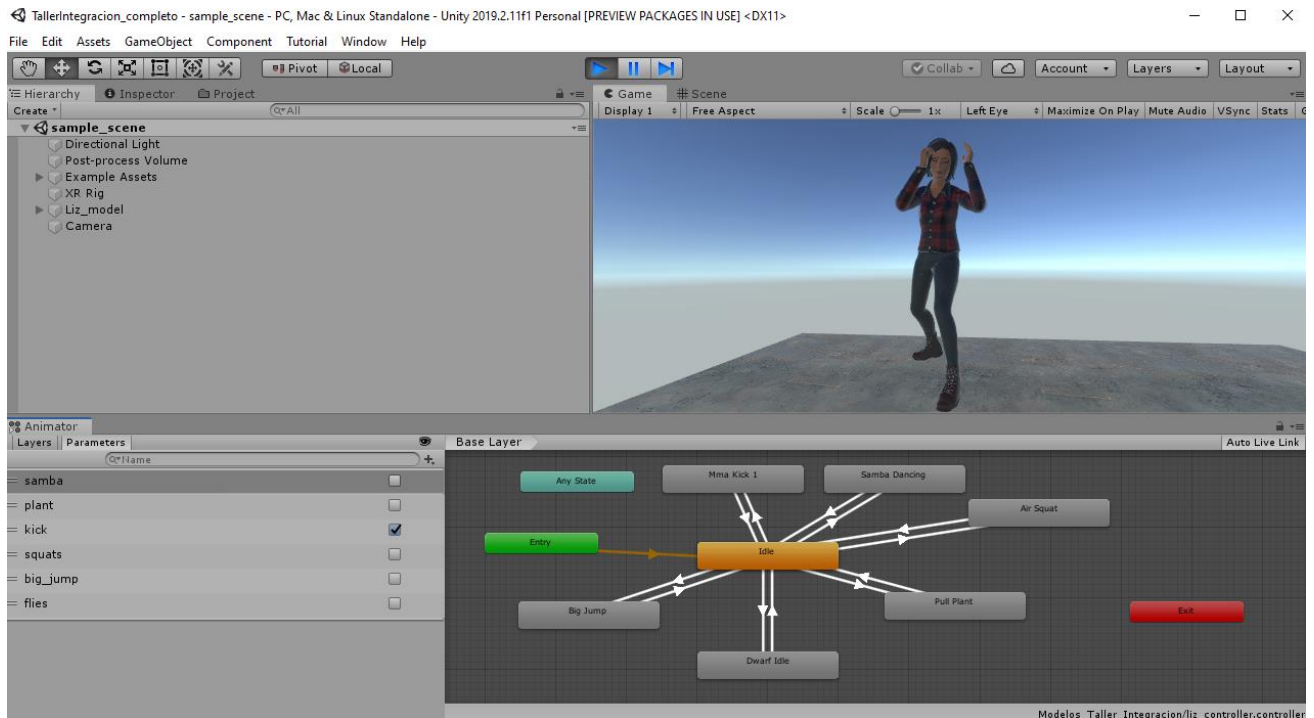 TallerIntegracion_completo - sample_scene - PC, Mac & Linux Standalone - Unity 2019.2.11f1 Personal [PREVIEW PACKAGES IN USE] <DX11>
File Edit Assets GameObject Component Tutorial Window Help
Pivot Local Collab Account Layers Layout
Hierarchy Inspector Project
Create All
sample_scene
Directional Light
Post-process Volume
Example Assets
XR Rig
Liz_model
Camera
Game Scene
Display 1 Free Aspect Scale 1x Left Eye Maximize On Play Mute Audio VSync Stats
Animator
Layers Parameters
Name
samba
plant
kick
squats
big_jump
flies
Base Layer Auto Live Link
Any State
Mma Kick 1
Samba Dancing
Air Squat
Entry
Idle
Big Jump
Pull Plant
Exit
Dwarf Idle
Modelos_Taller_Integracion/liz_controller.controller